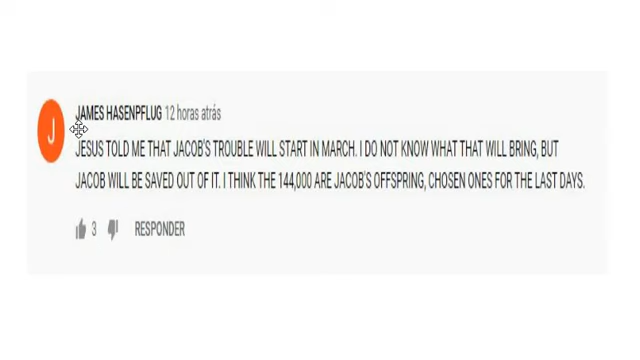 J
JAMES HASENPFLUG 12 horas atrás
JESUS TOLD ME THAT JACOB'S TROUBLE WILL START IN MARCH. I DO NOT KNOW WHAT THAT WILL BRING, BUT
JACOB WILL BE SAVED OUT OF IT. I THINK THE 144,000 ARE JACOB'S OFFSPRING, CHOSEN ONES FOR THE LAST DAYS.
3 RESPONDER